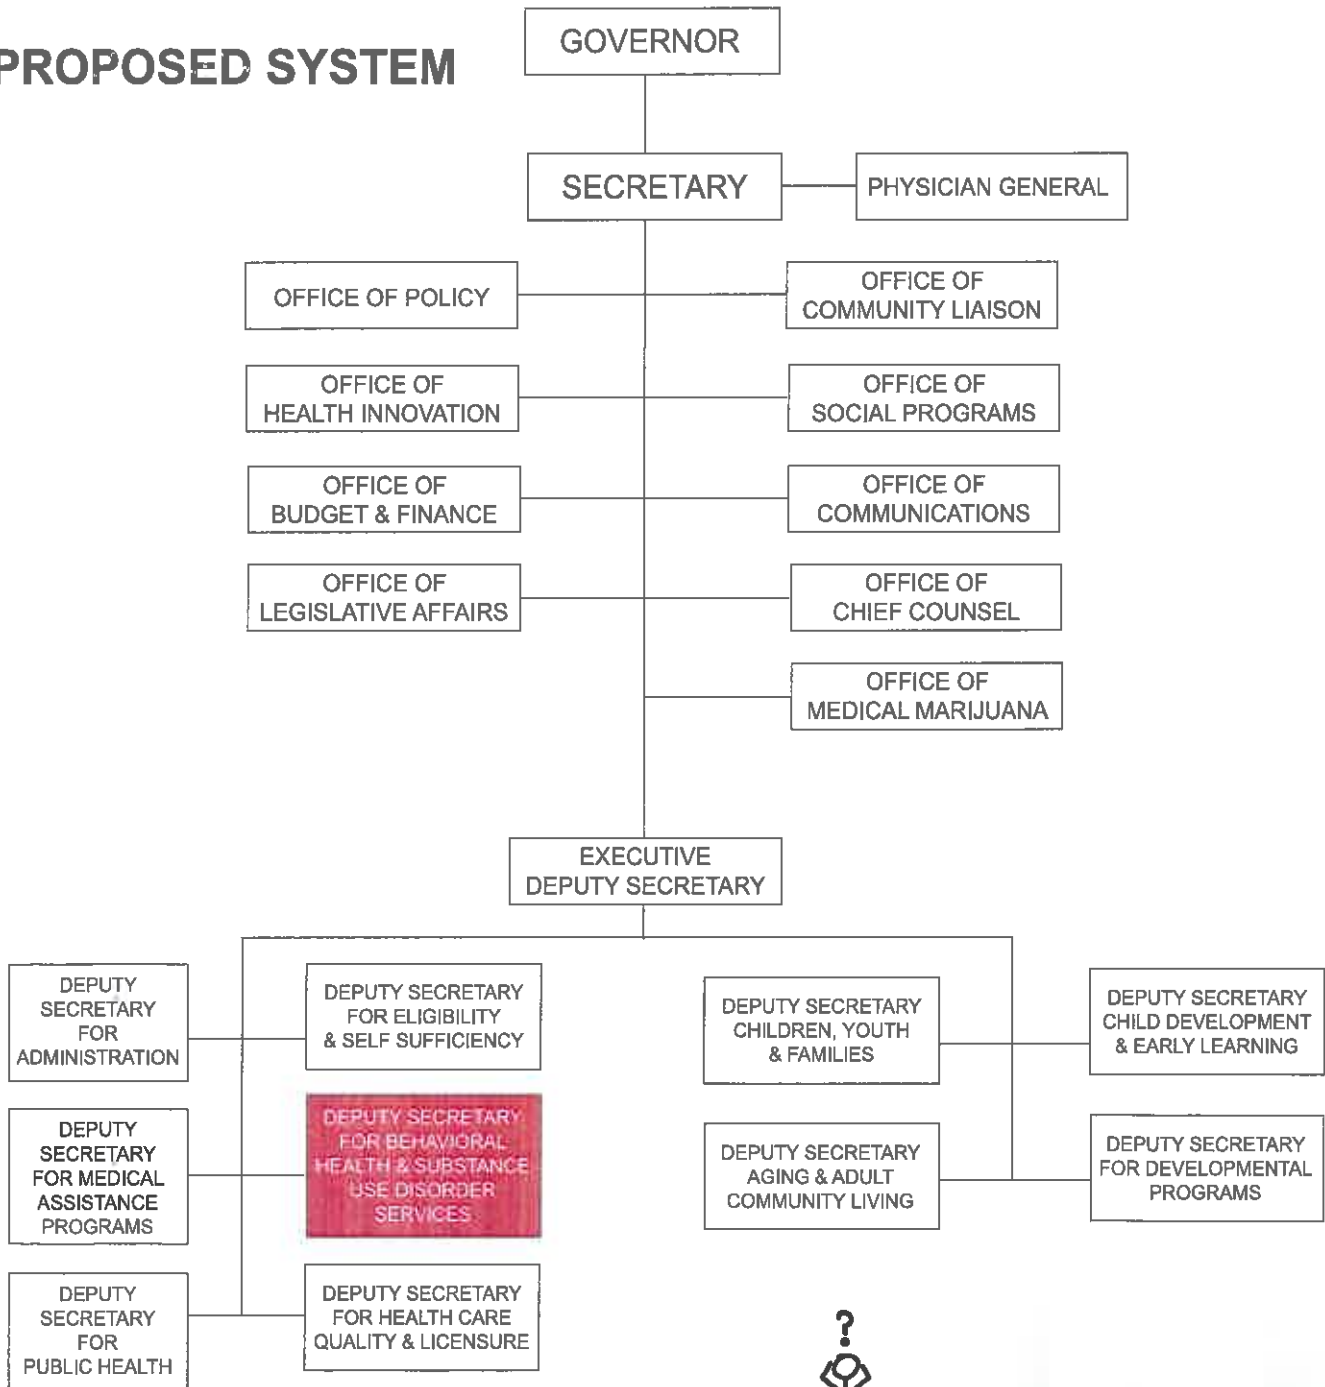 PROPOSED SYSTEM
GOVERNOR
SECRETARY
PHYSICIAN GENERAL
OFFICE OF POLICY
OFFICE OF
COMMUNITY LIAISON
OFFICE OF
HEALTH INNOVATION
OFFICE OF
SOCIAL PROGRAMS
OFFICE OF
BUDGET & FINANCE
OFFICE OF
COMMUNICATIONS
OFFICE OF
LEGISLATIVE AFFAIRS
OFFICE OF
CHIEF COUNSEL
OFFICE OF
MEDICAL MARIJUANA
EXECUTIVE
DEPUTY SECRETARY
DEPUTY
SECRETARY
FOR
ADMINISTRATION
DEPUTY SECRETARY
FOR ELIGIBILITY
& SELF SUFFICIENCY
DEPUTY SECRETARY
CHILDREN, YOUTH
& FAMILIES
DEPUTY SECRETARY
CHILD DEVELOPMENT
& EARLY LEARNING
DEPUTY
SECRETARY
FOR MEDICAL
ASSISTANCE
PROGRAMS
DEPUTY SECRETARY
FOR BEHAVIORAL
HEALTH & SUBSTANCE
USE DISORDER
SERVICES
DEPUTY SECRETARY
AGING & ADULT
COMMUNITY LIVING
DEPUTY SECRETARY
FOR DEVELOPMENTAL
PROGRAMS
DEPUTY
SECRETARY
FOR
PUBLIC HEALTH
DEPUTY SECRETARY
FOR HEALTH CARE
QUALITY & LICENSURE
?